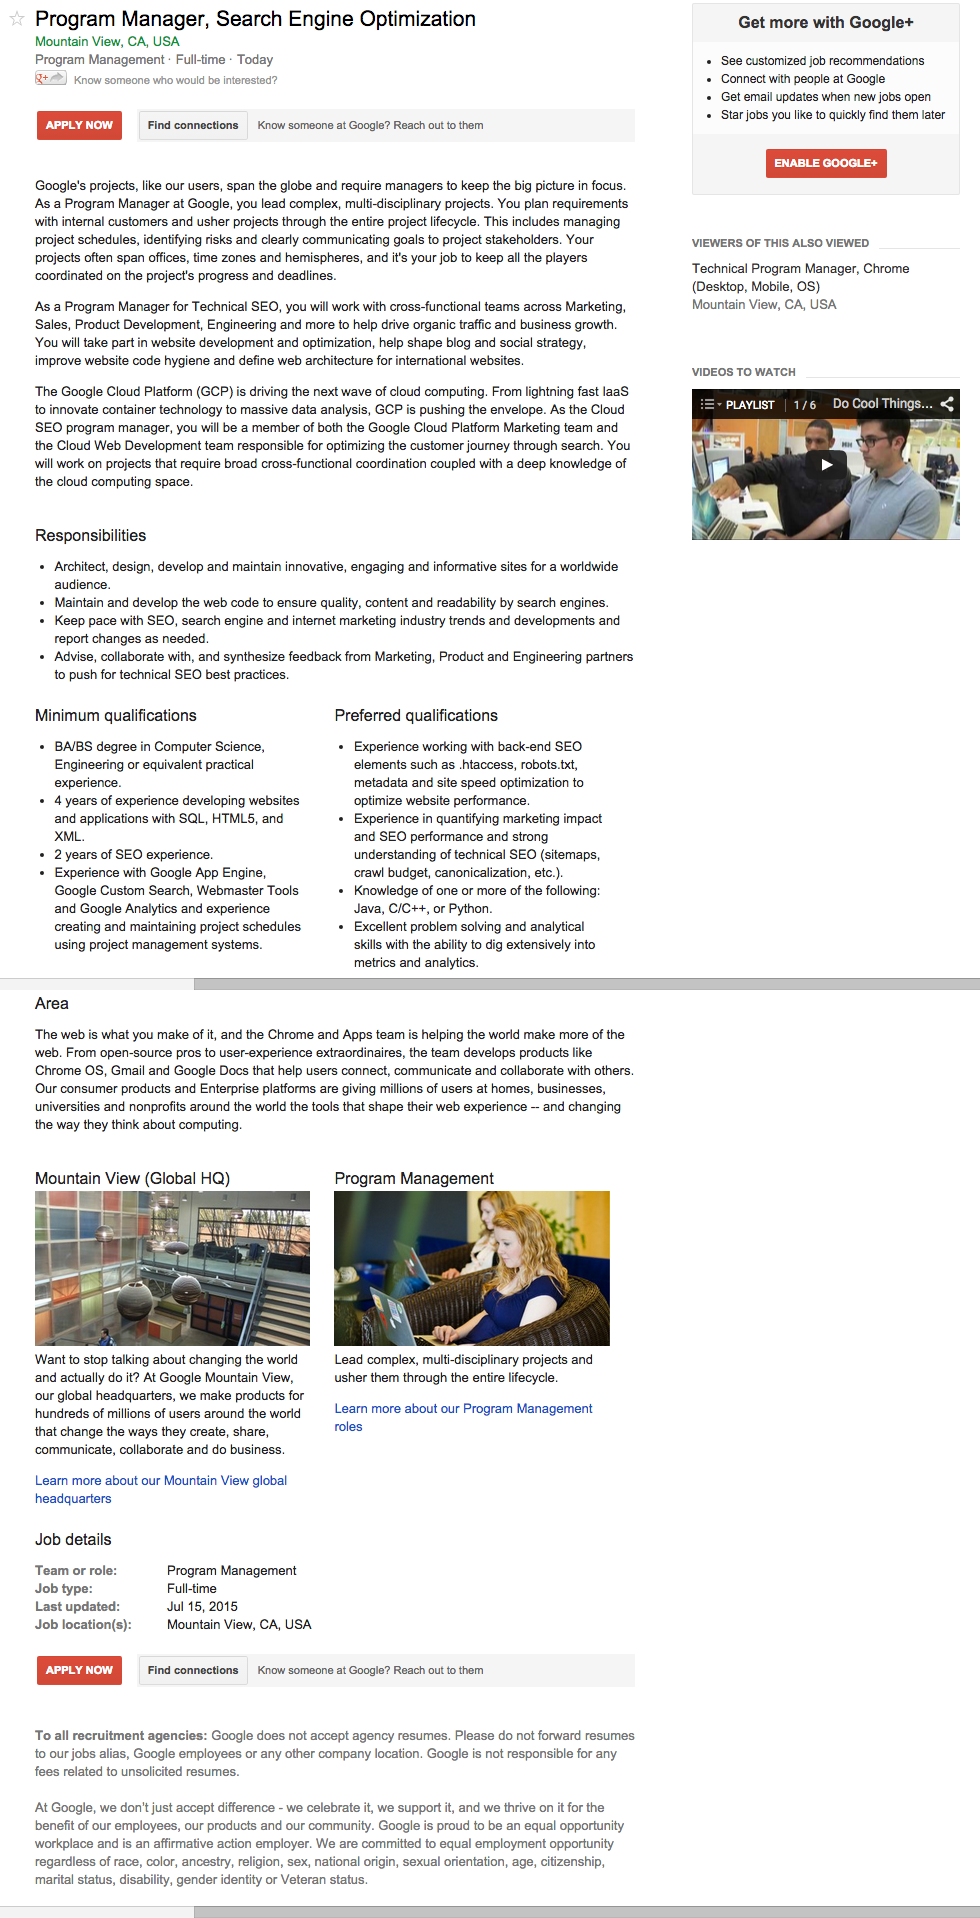 Program Manager, Search Engine Optimization
Mountain View, CA, USA
Program Management · Full-time · Today
Know someone who would be interested?
APPLY NOW
Find connections
Know someone at Google? Reach out to them
Google's projects, like our users, span the globe and require managers to keep the big picture in focus.
As a Program Manager at Google, you lead complex, multi-disciplinary projects. You plan requirements
with internal customers and usher projects through the entire project lifecycle. This includes managing
project schedules, identifying risks and clearly communicating goals to project stakeholders. Your
projects often span offices, time zones and hemispheres, and it's your job to keep all the players
coordinated on the project's progress and deadlines.
As a Program Manager for Technical SEO, you will work with cross-functional teams across Marketing,
Sales, Product Development, Engineering and more to help drive organic traffic and business growth.
You will take part in website development and optimization, help shape blog and social strategy,
improve website code hygiene and define web architecture for international websites.
The Google Cloud Platform (GCP) is driving the next wave of cloud computing. From lightning fast IaaS
to innovate container technology to massive data analysis, GCP is pushing the envelope. As the Cloud
SEO program manager, you will be a member of both the Google Cloud Platform Marketing team and
the Cloud Web Development team responsible for optimizing the customer journey through search. You
will work on projects that require broad cross-functional coordination coupled with a deep knowledge of
the cloud computing space.
Responsibilities
• Architect, design, develop and maintain innovative, engaging and informative sites for a worldwide
audience.
• Maintain and develop the web code to ensure quality, content and readability by search engines.
• Keep pace with SEO, search engine and internet marketing industry trends and developments and
report changes as needed.
• Advise, collaborate with, and synthesize feedback from Marketing, Product and Engineering partners
to push for technical SEO best practices.
Minimum qualifications
• BA/BS degree in Computer Science,
Engineering or equivalent practical
experience.
• 4 years of experience developing websites
and applications with SQL, HTML5, and
XML.
• 2 years of SEO experience.
• Experience with Google App Engine,
Google Custom Search, Webmaster Tools
and Google Analytics and experience
creating and maintaining project schedules
using project management systems.
Preferred qualifications
• Experience working with back-end SEO
elements such as .htaccess, robots.txt,
metadata and site speed optimization to
optimize website performance.
• Experience in quantifying marketing impact
and SEO performance and strong
understanding of technical SEO (sitemaps,
crawl budget, canonicalization, etc.).
• Knowledge of one or more of the following:
Java, C/C++, or Python.
• Excellent problem solving and analytical
skills with the ability to dig extensively into
metrics and analytics.
Get more with Google+
• See customized job recommendations
• Connect with people at Google
• Get email updates when new jobs open
• Star jobs you like to quickly find them later
ENABLE GOOGLE+
VIEWERS OF THIS ALSO VIEWED
Technical Program Manager, Chrome
(Desktop, Mobile, OS)
Mountain View, CA, USA
VIDEOS TO WATCH
PLAYLIST 1 / 6 Do Cool Things...
Area
The web is what you make of it, and the Chrome and Apps team is helping the world make more of the
web. From open-source pros to user-experience extraordinaires, the team develops products like
Chrome OS, Gmail and Google Docs that help users connect, communicate and collaborate with others.
Our consumer products and Enterprise platforms are giving millions of users at homes, businesses,
universities and nonprofits around the world the tools that shape their web experience -- and changing
the way they think about computing.
Mountain View (Global HQ)
Want to stop talking about changing the world
and actually do it? At Google Mountain View,
our global headquarters, we make products for
hundreds of millions of users around the world
that change the ways they create, share,
communicate, collaborate and do business.
Learn more about our Mountain View global
headquarters
Program Management
Lead complex, multi-disciplinary projects and
usher them through the entire lifecycle.
Learn more about our Program Management
roles
Job details
Team or role: Program Management
Job type: Full-time
Last updated: Jul 15, 2015
Job location(s): Mountain View, CA, USA
APPLY NOW
Find connections
Know someone at Google? Reach out to them
To all recruitment agencies: Google does not accept agency resumes. Please do not forward resumes
to our jobs alias, Google employees or any other company location. Google is not responsible for any
fees related to unsolicited resumes.
At Google, we don't just accept difference - we celebrate it, we support it, and we thrive on it for the
benefit of our employees, our products and our community. Google is proud to be an equal opportunity
workplace and is an affirmative action employer. We are committed to equal employment opportunity
regardless of race, color, ancestry, religion, sex, national origin, sexual orientation, age, citizenship,
marital status, disability, gender identity or Veteran status.